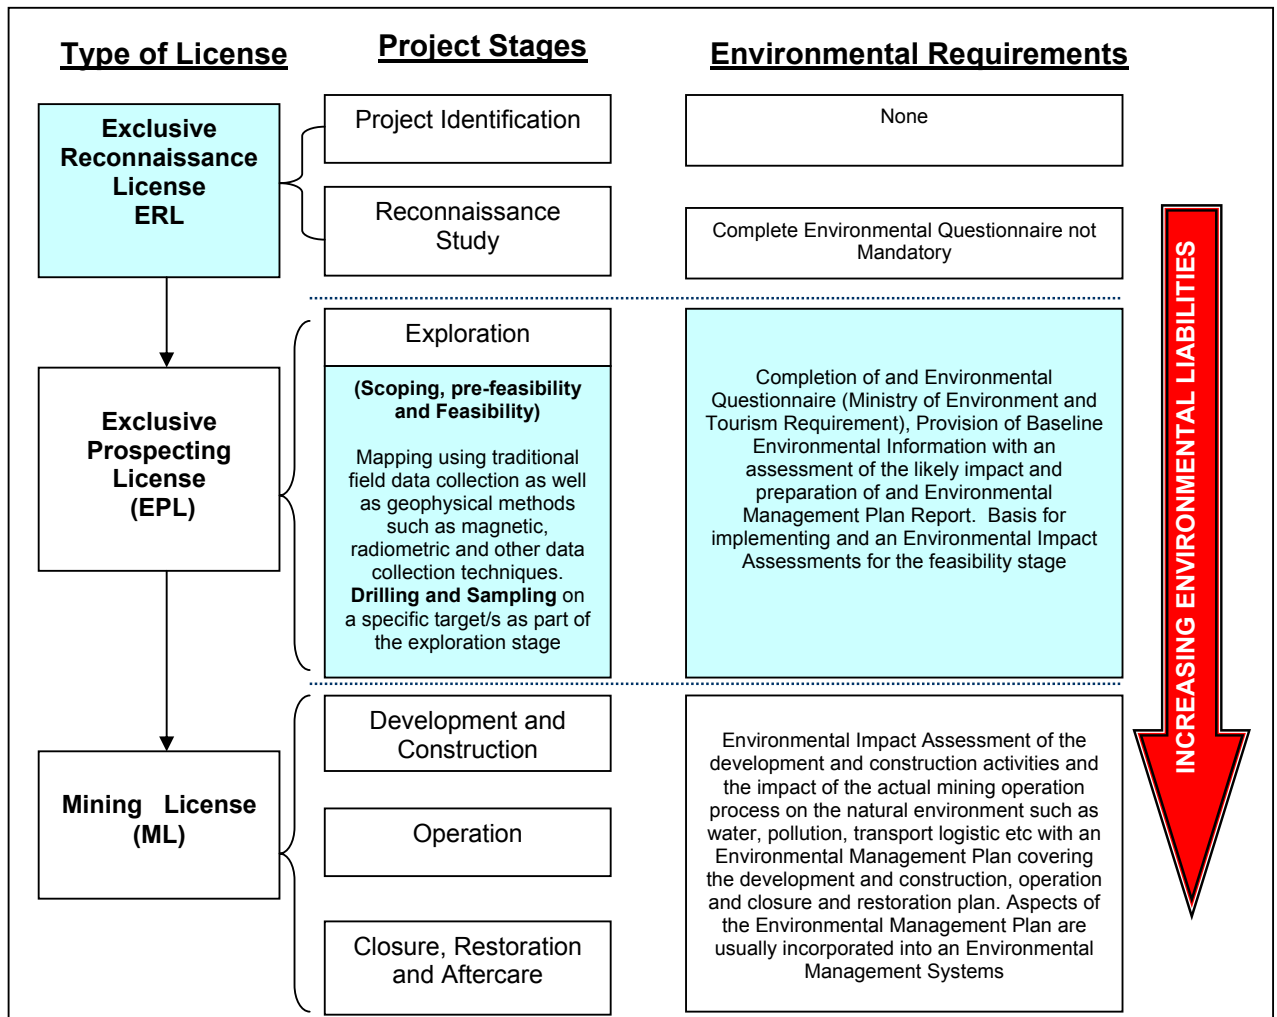 Type of License
Project Stages
Environmental Requirements
Exclusive
Reconnaissance
License
ERL
Project Identification
None
Reconnaissance
Study
Complete Environmental Questionnaire not
Mandatory
Exclusive
Prospecting
License
(EPL)
Exploration
(Scoping, pre-feasibility
and Feasibility)
Mapping using traditional
field data collection as well
as geophysical methods
such as magnetic,
radiometric and other data
collection techniques.
Drilling and Sampling on
a specific target/s as part of
the exploration stage
Completion of and Environmental
Questionnaire (Ministry of Environment and
Tourism Requirement), Provision of Baseline
Environmental Information with an
assessment of the likely impact and
preparation of and Environmental
Management Plan Report. Basis for
implementing and an Environmental Impact
Assessments for the feasibility stage
Mining License
(ML)
Development and
Construction
Operation
Closure, Restoration
and Aftercare
Environmental Impact Assessment of the
development and construction activities and
the impact of the actual mining operation
process on the natural environment such as
water, pollution, transport logistic etc with an
Environmental Management Plan covering
the development and construction, operation
and closure and restoration plan. Aspects of
the Environmental Management Plan are
usually incorporated into an Environmental
Management Systems
INCREASING ENVIRONMENTAL LIABILITIES